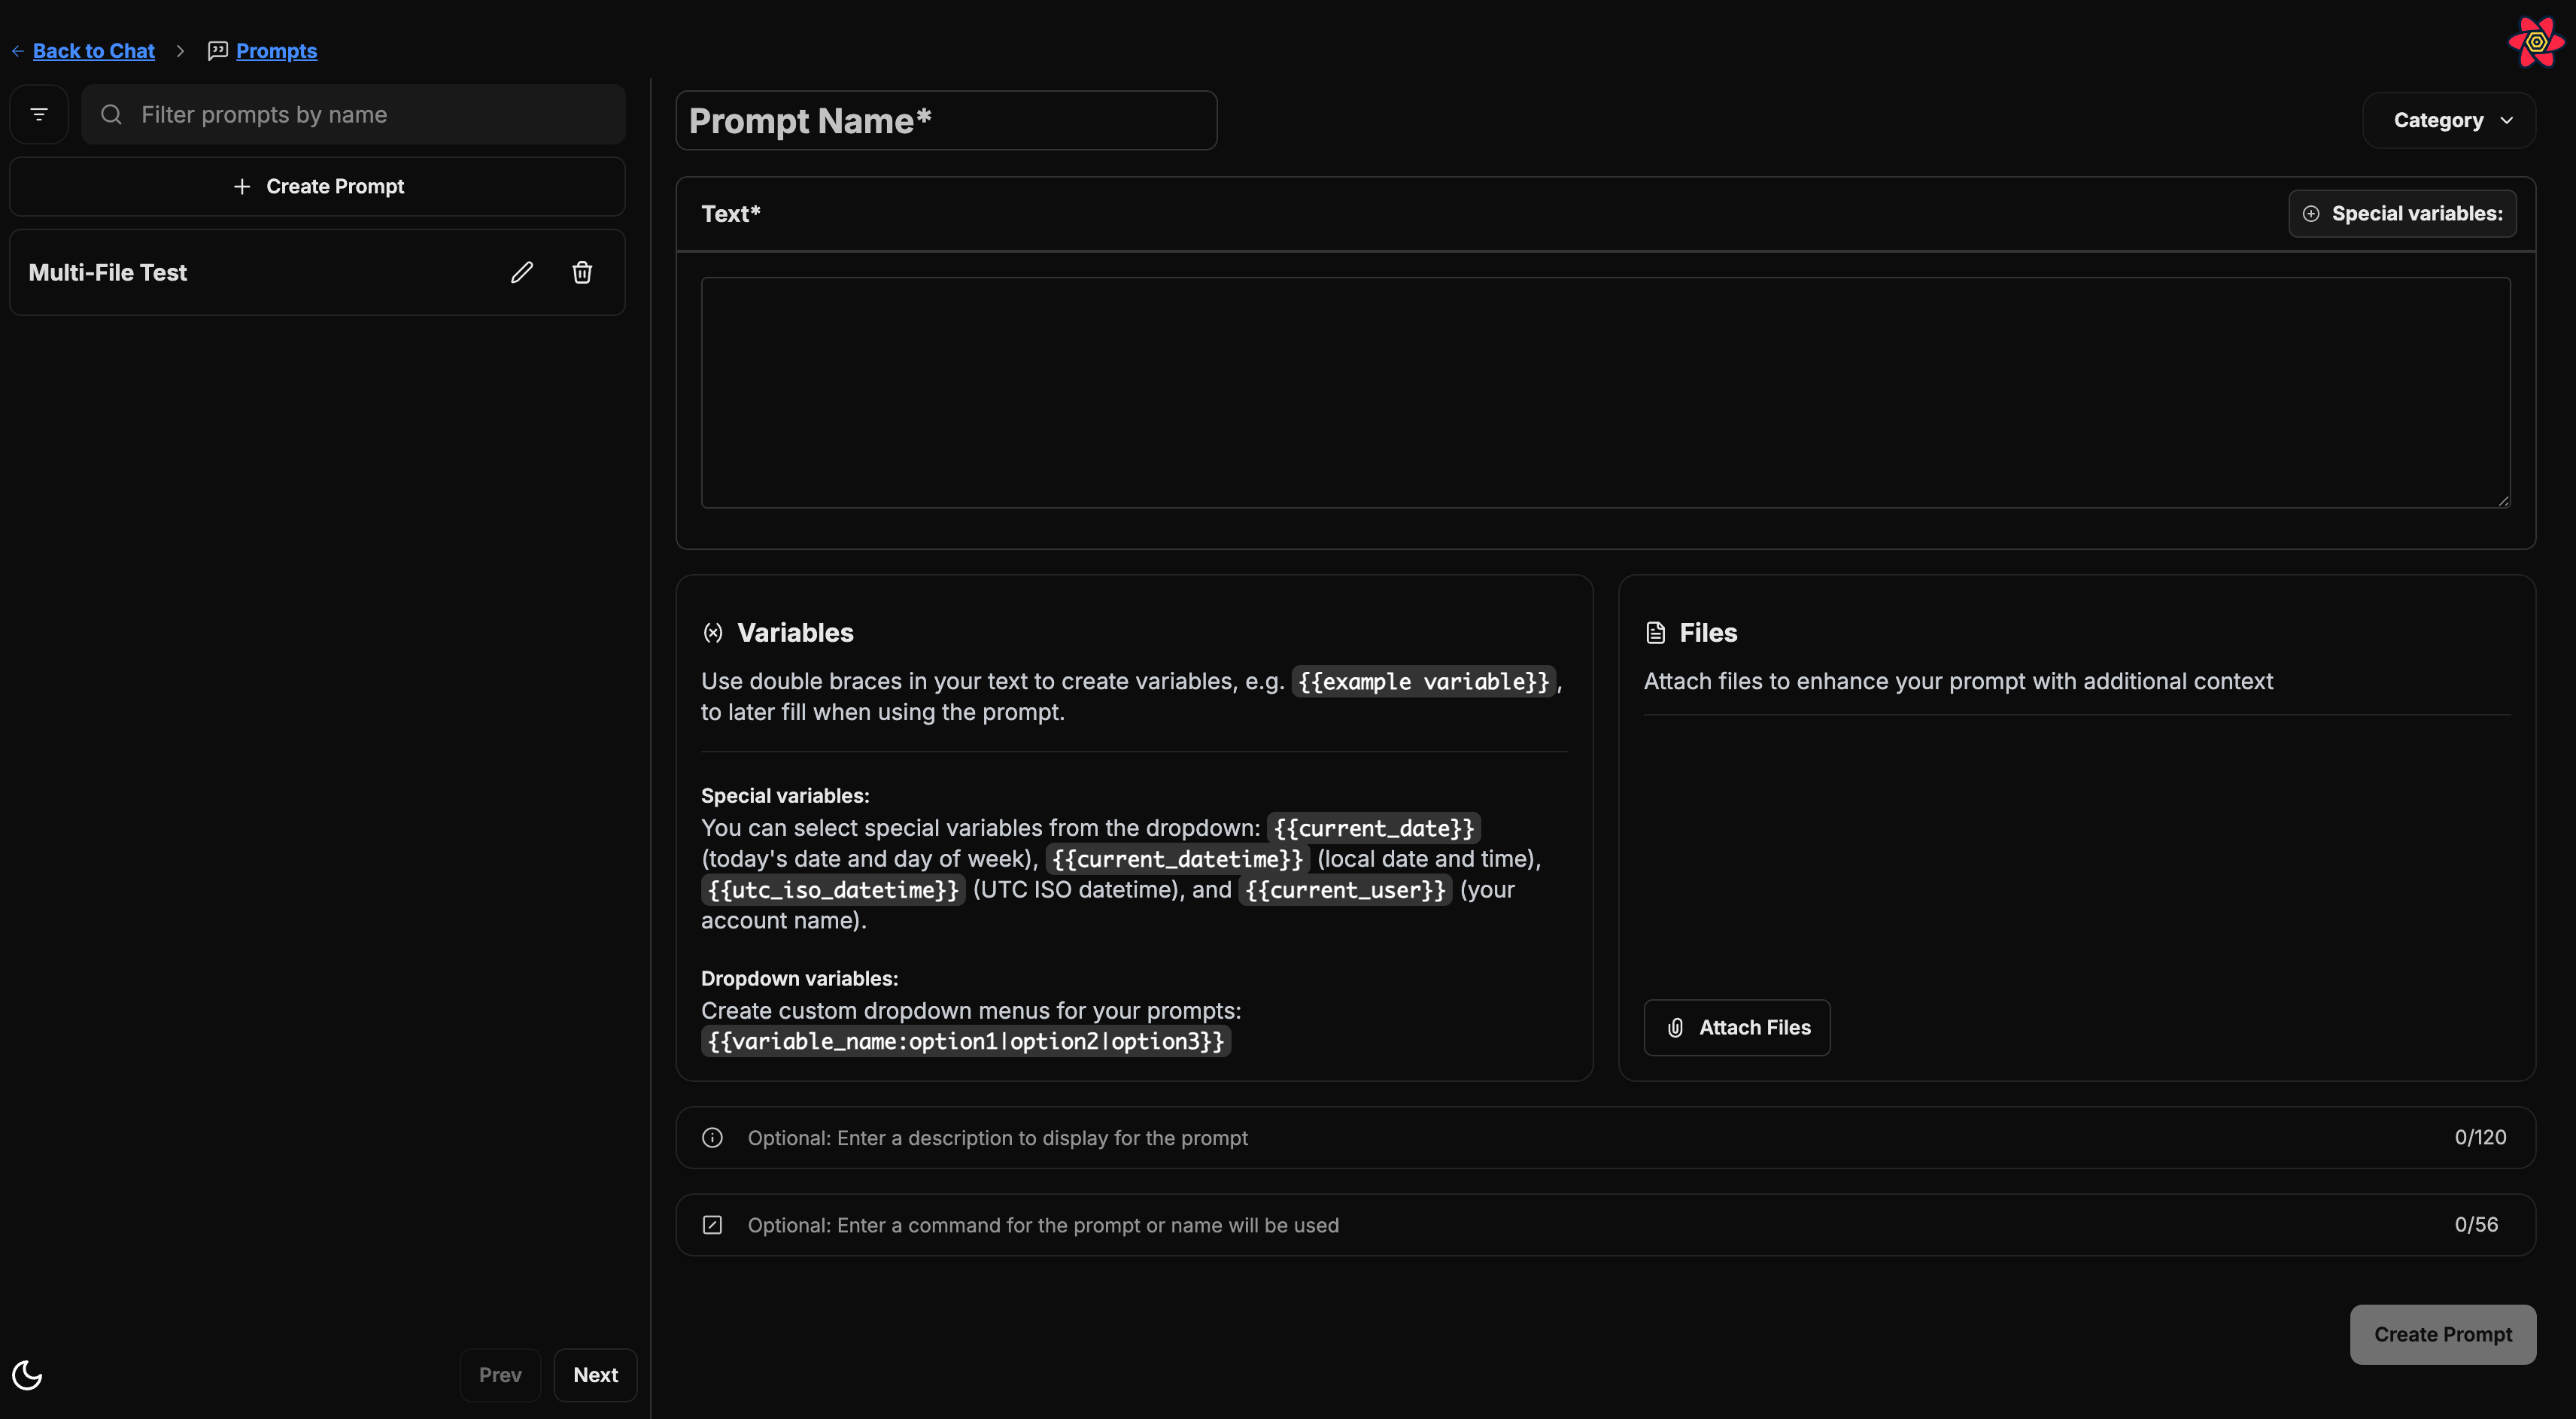 Back to Chat
Prompts
Filter prompts by name
Create Prompt
Multi-File Test
Prev
Next
Prompt Name*
Category
Text*
Special variables:
Variables
Use double braces in your text to create variables, e.g. {{example variable}},
to later fill when using the prompt.
Special variables:
You can select special variables from the dropdown: {{current_date}}
(today's date and day of week), {{current_datetime}} (local date and time),
{{utc_iso_datetime}} (UTC ISO datetime), and {{current_user}} (your
account name).
Dropdown variables:
Create custom dropdown menus for your prompts:
{{variable_name:option1|option2|option3}}
Files
Attach files to enhance your prompt with additional context
Attach Files
Optional: Enter a description to display for the prompt
0/120
Optional: Enter a command for the prompt or name will be used
0/56
Create Prompt